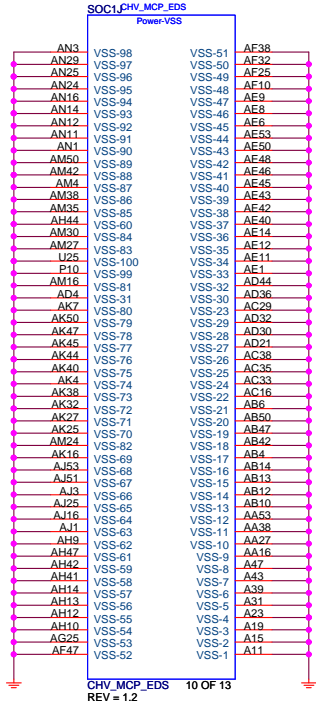 SOC1J CHV_MCP_EDS
Power-VSS
AN3 VSS-98 VSS-51 AF38
AN29 VSS-97 VSS-50 AF32
AN25 VSS-96 VSS-49 AF25
AN24 VSS-95 VSS-48 AF10
AN16 VSS-94 VSS-47 AE9
AN14 VSS-93 VSS-46 AE8
AN12 VSS-92 VSS-45 AE6
AN11 VSS-91 VSS-44 AE53
AN1 VSS-90 VSS-43 AE50
AM50 VSS-89 VSS-42 AE48
AM42 VSS-88 VSS-41 AE46
AM4 VSS-87 VSS-40 AE45
AM38 VSS-86 VSS-39 AE43
AM35 VSS-85 VSS-38 AE42
AH44 VSS-60 VSS-37 AE40
AM30 VSS-84 VSS-36 AE14
AM27 VSS-83 VSS-35 AE12
U25 VSS-100 VSS-34 AE11
P10 VSS-99 VSS-33 AE1
AM16 VSS-81 VSS-32 AD44
AD4 VSS-31 VSS-30 AD36
AK7 VSS-80 VSS-23 AC29
AK50 VSS-79 VSS-29 AD32
AK47 VSS-78 VSS-28 AD30
AK45 VSS-77 VSS-27 AD21
AK44 VSS-76 VSS-26 AC38
AK40 VSS-75 VSS-25 AC35
AK4 VSS-74 VSS-24 AC33
AK38 VSS-73 VSS-22 AC16
AK32 VSS-72 VSS-21 AB6
AK27 VSS-71 VSS-20 AB50
AK25 VSS-70 VSS-19 AB47
AM24 VSS-82 VSS-18 AB42
AK16 VSS-69 VSS-17 AB4
AJ53 VSS-68 VSS-16 AB14
AJ51 VSS-67 VSS-15 AB13
AJ3 VSS-66 VSS-14 AB12
AJ25 VSS-65 VSS-13 AB10
AJ16 VSS-64 VSS-12 AA53
AJ1 VSS-63 VSS-11 AA38
AH9 VSS-62 VSS-10 AA27
AH47 VSS-61 VSS-9 AA16
AH42 VSS-59 VSS-8 A47
AH41 VSS-58 VSS-7 A43
AH14 VSS-57 VSS-6 A39
AH13 VSS-56 VSS-5 A31
AH12 VSS-55 VSS-4 A23
AH10 VSS-54 VSS-3 A19
AG25 VSS-53 VSS-2 A15
AF47 VSS-52 VSS-1 A11
CHV_MCP_EDS 10 OF 13
REV = 1.2